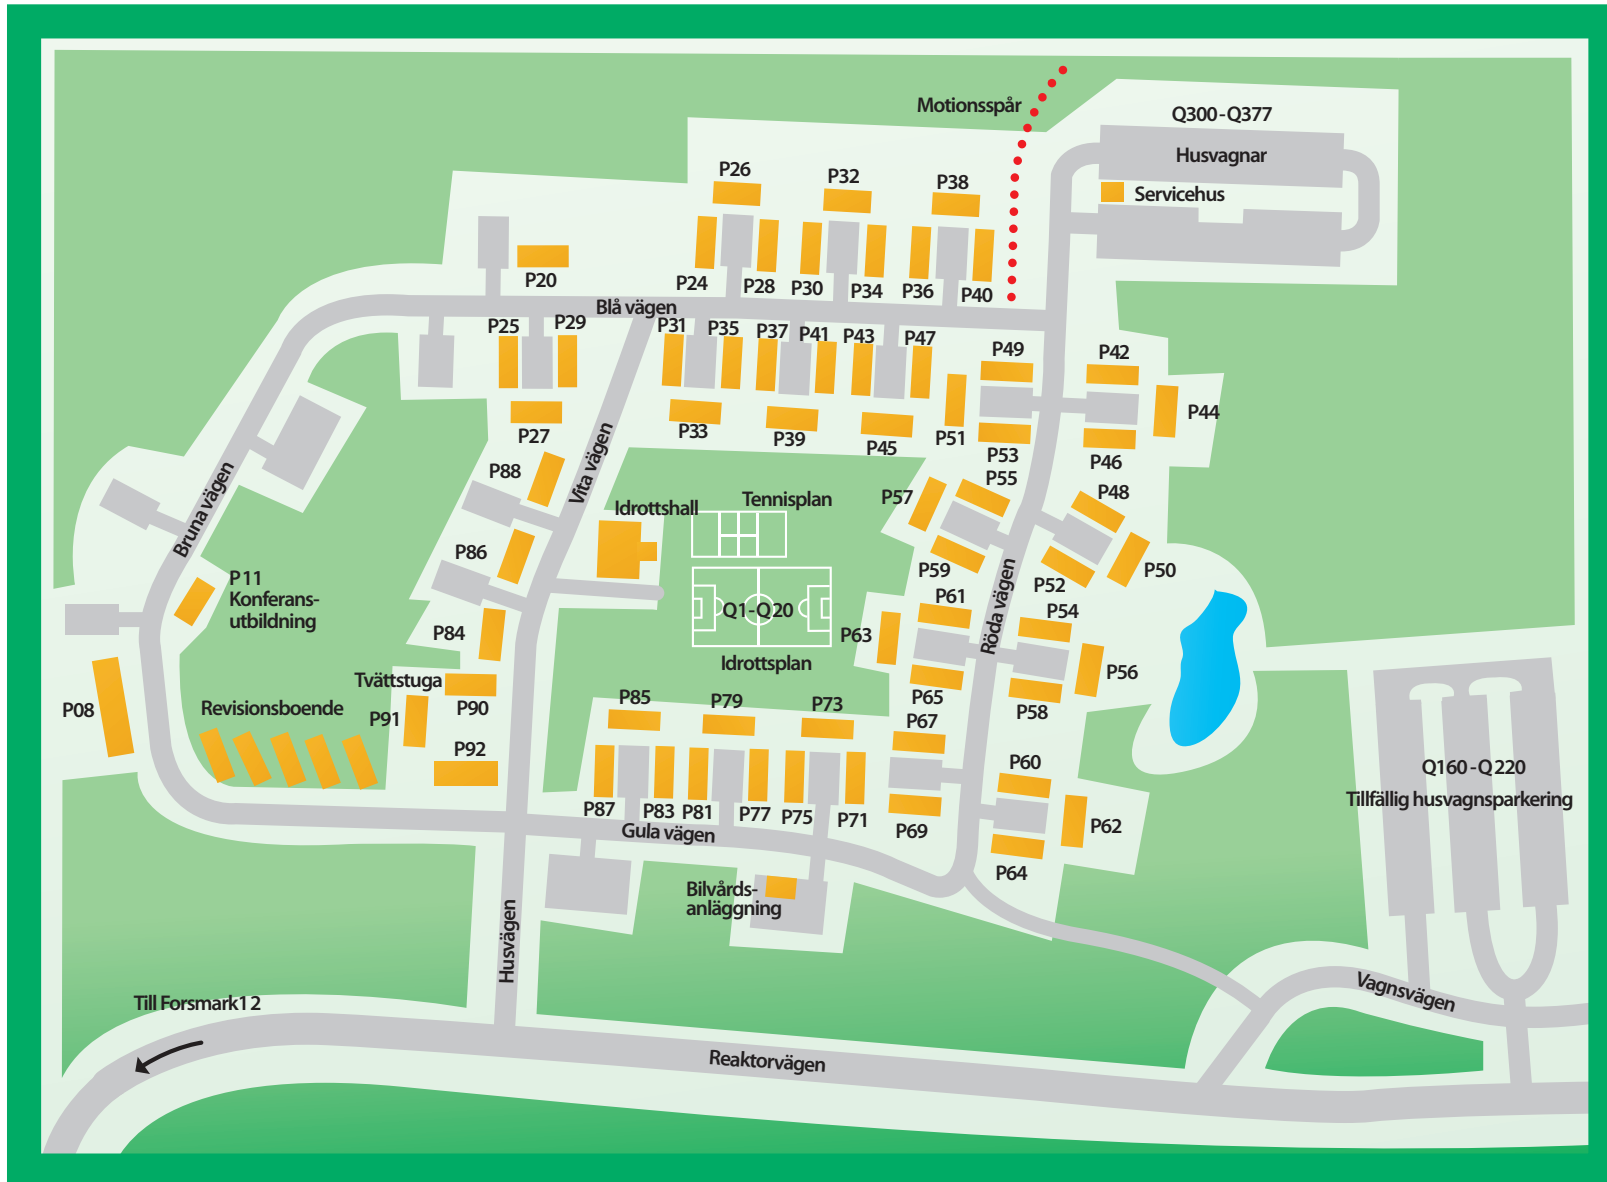 Motionsspår
Q300-Q377
Husvagnar
Servicehus
P26
P32
P38
P20
P24
P28
P30
P34
P36
P40
Blå vägen
P25
P29
P31
P35
P37
P41
P43
P47
P49
P42
P44
P27
P33
P39
P45
P51
P53
P46
P88
Vita vägen
Idrottshall
Tennisplan
P57
P55
P48
Bruna vägen
P86
P59
P52
P50
P11
Konferans-
utbildning
Q1-Q20
Idrottsplan
P61
Röda vägen
P54
P84
P63
P56
Tvättstuga
P65
P58
P08
Revisionsboende
P91
P90
P85
P79
P73
P67
P92
P60
Q160-Q220
Tillfällig husvagnsparkering
P87
P83
P81
P77
P75
P71
P69
P62
Gula vägen
P64
Bilvårds-
anläggning
Husvägen
Vagnsvägen
Till Forsmark12
Reaktorvägen